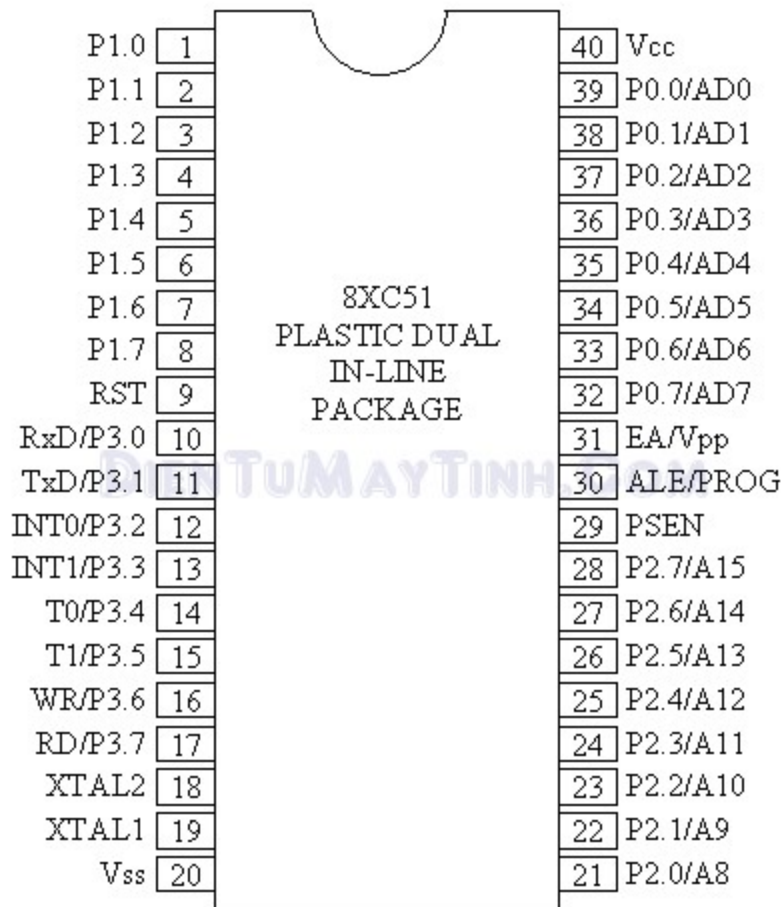 P1.0 1 40 Vcc
P1.1 2 39 P0.0/AD0
P1.2 3 38 P0.1/AD1
P1.3 4 37 P0.2/AD2
P1.4 5 36 P0.3/AD3
P1.5 6 35 P0.4/AD4
P1.6 7 34 P0.5/AD5
P1.7 8 33 P0.6/AD6
RST 9 32 P0.7/AD7
RxD/P3.0 10 31 EA/Vpp
TxD/P3.1 11 30 ALE/PROG
INT0/P3.2 12 29 PSEN
INT1/P3.3 13 28 P2.7/A15
T0/P3.4 14 27 P2.6/A14
T1/P3.5 15 26 P2.5/A13
WR/P3.6 16 25 P2.4/A12
RD/P3.7 17 24 P2.3/A11
XTAL2 18 23 P2.2/A10
XTAL1 19 22 P2.1/A9
Vss 20 21 P2.0/A8
8XC51
PLASTIC DUAL
IN-LINE
PACKAGE
DIENTUMAYTINH.COM